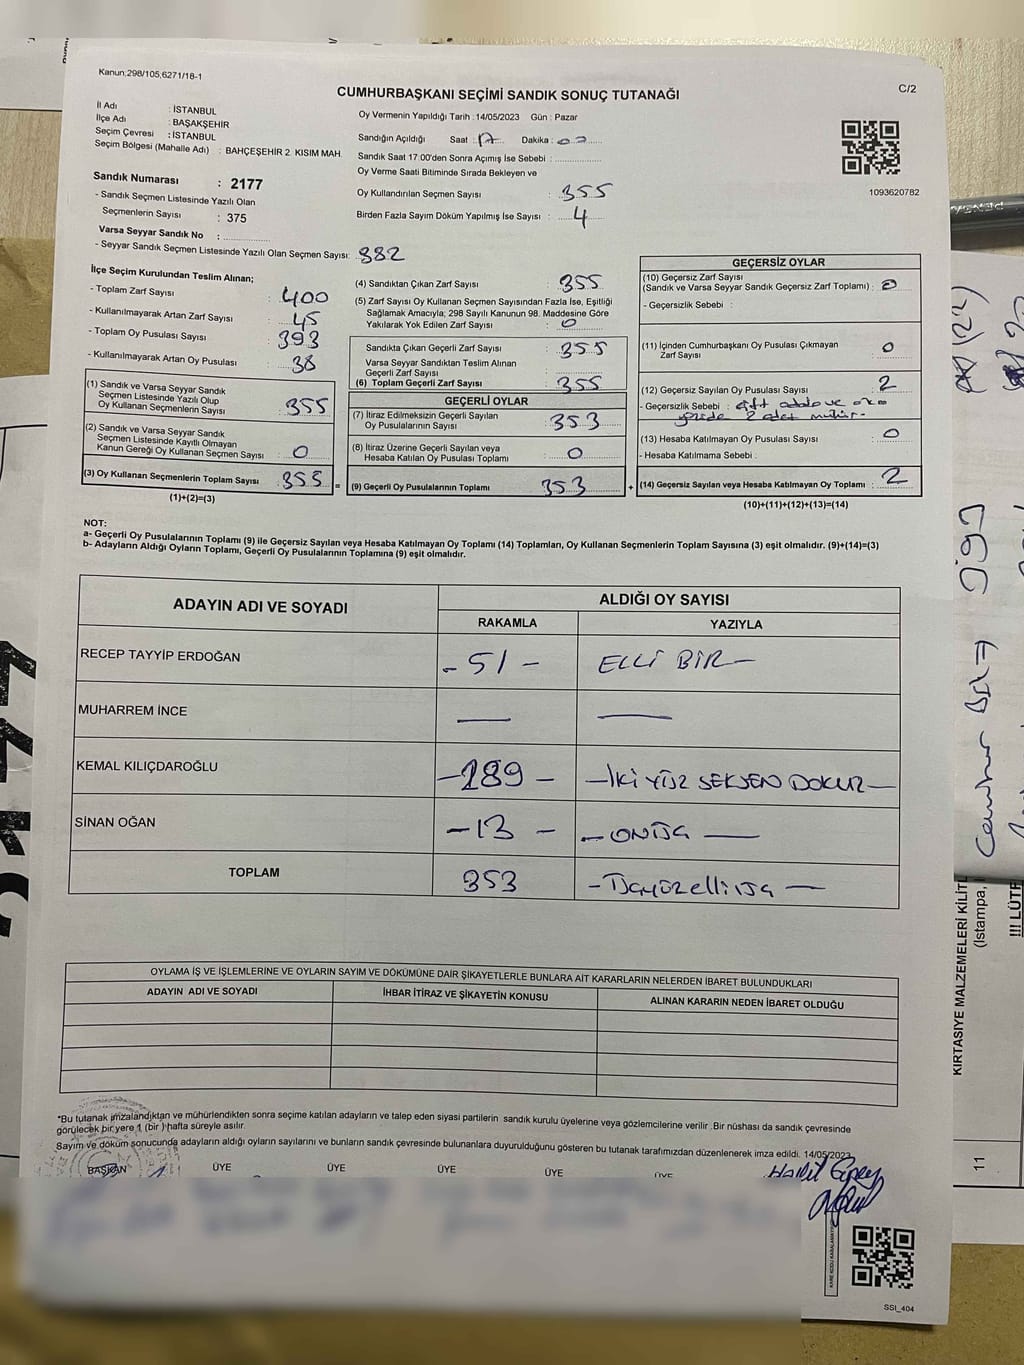 Kanun;298/105,6271/18-1
C/2
CUMHURBAŞKANI SEÇİMİ SANDIK SONUÇ TUTANAĞI
İl Adı : İSTANBUL
İlçe Adı : BAŞAKŞEHİR
Seçim Çevresi : İSTANBUL
Seçim Bölgesi (Mahalle Adı) : BAHÇEŞEHİR 2. KISIM MAH.
Oy Vermenin Yapıldığı Tarih : 14/05/2023 Gün : Pazar
Sandığın Açıldığı Saat : 17 Dakika : 07
Sandık Saat 17:00'den Sonra Açımış İse Sebebi :
Oy Verme Saati Bitiminde Sırada Bekleyen ve
Oy Kullandırılan Seçmen Sayısı : 355
Birden Fazla Sayım Döküm Yapılmış İse Sayısı : 4
1093620782
Sandık Numarası : 2177
- Sandık Seçmen Listesinde Yazılı Olan
Seçmenlerin Sayısı : 375
Varsa Seyyar Sandık No :
- Seyyar Sandık Seçmen Listesinde Yazılı Olan Seçmen Sayısı: 382
İlçe Seçim Kurulundan Teslim Alınan;
- Toplam Zarf Sayısı : 400
- Kullanılmayarak Artan Zarf Sayısı : 45
- Toplam Oy Pusulası Sayısı : 393
- Kullanılmayarak Artan Oy Pusulası : 38
(1) Sandık ve Varsa Seyyar Sandık
Seçmen Listesinde Yazılı Olup
Oy Kullanan Seçmenlerin Sayısı : 355
(2) Sandık ve Varsa Seyyar Sandık
Seçmen Listesinde Kayıtlı Olmayan
Kanun Gereği Oy Kullanan Seçmen Sayısı : 0
(3) Oy Kullanan Seçmenlerin Toplam Sayısı : 355
(1)+(2)=(3)
(4) Sandıktan Çıkan Zarf Sayısı : 355
(5) Zarf Sayısı Oy Kullanan Seçmen Sayısından Fazla İse, Eşitliği
Sağlamak Amacıyla; 298 Sayılı Kanunun 98. Maddesine Göre
Yakılarak Yok Edilen Zarf Sayısı : 0
Sandıkta Çıkan Geçerli Zarf Sayısı : 355
Varsa Seyyar Sandıktan Teslim Alınan
Geçerli Zarf Sayısı :
(6) Toplam Geçerli Zarf Sayısı : 355
GEÇERLİ OYLAR
(7) İtiraz Edilmeksizin Geçerli Sayılan
Oy Pusulalarının Sayısı : 353
(8) İtiraz Üzerine Geçerli Sayılan veya
Hesaba Katılan Oy Pusulası Toplamı : 0
= (9) Geçerli Oy Pusulalarının Toplamı 353
GEÇERSİZ OYLAR
(10) Geçersiz Zarf Sayısı
(Sandık ve Varsa Seyyar Sandık Geçersiz Zarf Toplamı) : 0
- Geçersizlik Sebebi :
(11) İçinden Cumhurbaşkanı Oy Pusulası Çıkmayan
Zarf Sayısı : 0
(12) Geçersiz Sayılan Oy Pusulası Sayısı : 2
- Geçersizlik Sebebi : çift
2 adet mühür.
(13) Hesaba Katılmayan Oy Pusulası Sayısı : 0
- Hesaba Katılmama Sebebi :
+ (14) Geçersiz Sayılan veya Hesaba Katılmayan Oy Toplamı : 2
(10)+(11)+(12)+(13)=(14)
NOT:
a- Geçerli Oy Pusulalarının Toplamı (9) ile Geçersiz Sayılan veya Hesaba Katılmayan Oy Toplamı (14) Toplamları, Oy Kullanan Seçmenlerin Toplam Sayısına (3) eşit olmalıdır. (9)+(14)=(3)
b- Adayların Aldığı Oyların Toplamı, Geçerli Oy Pusulalarının Toplamına (9) eşit olmalıdır.
ADAYIN ADI VE SOYADI
ALDIĞI OY SAYISI
RAKAMLA YAZIYLA
RECEP TAYYİP ERDOĞAN - 51 - ELLİ BİR -
MUHARREM İNCE — —
KEMAL KILIÇDAROĞLU - 289 - - İKİ YÜZ SEKSEN DOKUZ -
SİNAN OĞAN - 13 - - ONÜÇ -
TOPLAM 353 - Üçyüzelliüç -
OYLAMA İŞ VE İŞLEMLERİNE VE OYLARIN SAYIM VE DÖKÜMÜNE DAİR ŞİKAYETLERLE BUNLARA AİT KARARLARIN NELERDEN İBARET BULUNDUKLARI
ADAYIN ADI VE SOYADI İHBAR İTİRAZ VE ŞİKAYETİN KONUSU ALINAN KARARIN NEDEN İBARET OLDUĞU
*Bu tutanak imzalandıktan ve mühürlendikten sonra seçime katılan adayların ve talep eden siyasi partilerin sandık kurulu üyelerine veya gözlemcilerine verilir .Bir nüshası da sandık çevresinde
görülecek bir yere 1 (bir ) hafta süreyle asılır.
Sayım ve döküm sonucunda adayların aldığı oyların sayılarını ve bunların sandık çevresinde bulunanlara duyurulduğunu gösteren bu tutanak tarafımızdan düzenlenerek imza edildi. 14/05/2023
BAŞKAN ÜYE ÜYE ÜYE ÜYE ÜYE
SSİ_404
KIRTASİYE MALZEMELERİ KİLİTL
(Istampa,
!!! LÜTF
11